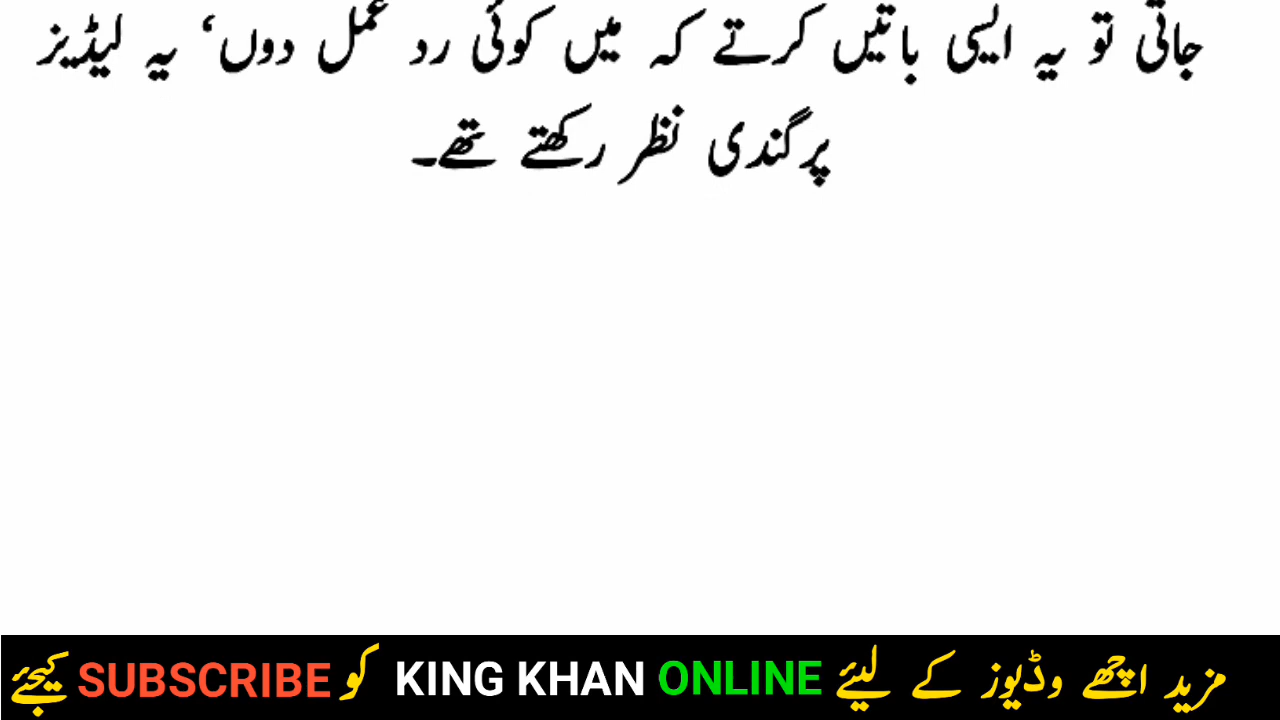 جاتی تو یہ ایسی باتیں کرتے کہ میں کوئی رد عمل دوں‘ یہ لیڈیز
پر گندی نظر رکھتے تھے۔
مزید اچھے وڈیوز کے لیئے KING KHAN ONLINE کو SUBSCRIBE کیجئے